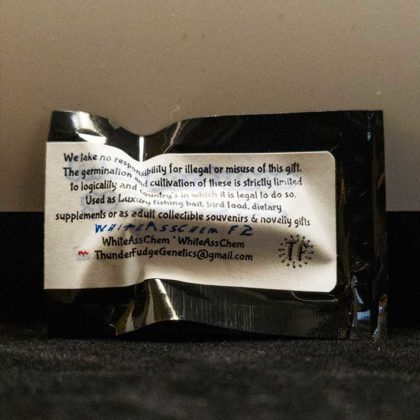 We take no responsibility for illegal or misuse of this gift.
The germination and cultivation of these is strictly limited
to logicality and country's in which it is legal to do so.
Used as Luxury fishing bait, bird food, dietary
supplements or as adult collectible souvenirs & novelty gifts
WHITEASSCHEM F2
WhiteAssChem * WhiteAssChem
ThunderFudgeGenetics@gmail.com
TF